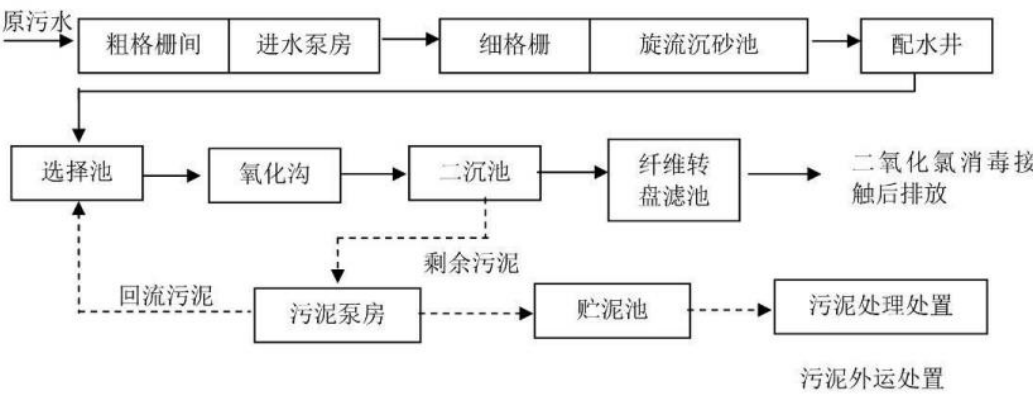 原污水
粗格栅间
进水泵房
细格栅
旋流沉砂池
配水井
选择池
氧化沟
二沉池
纤维转
盘滤池
二氧化氯消毒接
触后排放
剩余污泥
回流污泥
污泥泵房
贮泥池
污泥处理处置
污泥外运处置